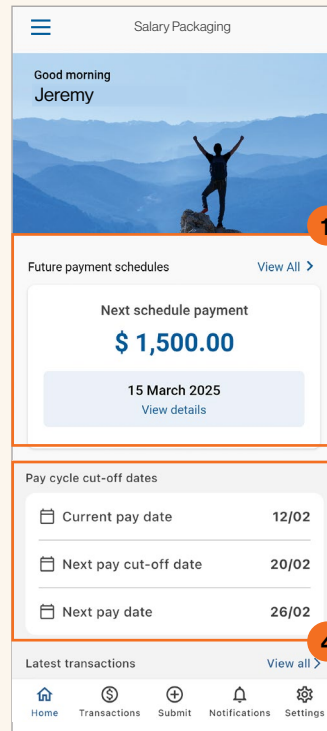 Salary Packaging
Good morning
Jeremy
1
Future payment schedules View All >
Next schedule payment
$ 1,500.00
15 March 2025
View details
Pay cycle cut-off dates
Current pay date 12/02
Next pay cut-off date 20/02
Next pay date 26/02
4
Latest transactions View all >
Home Transactions Submit Notifications Settings